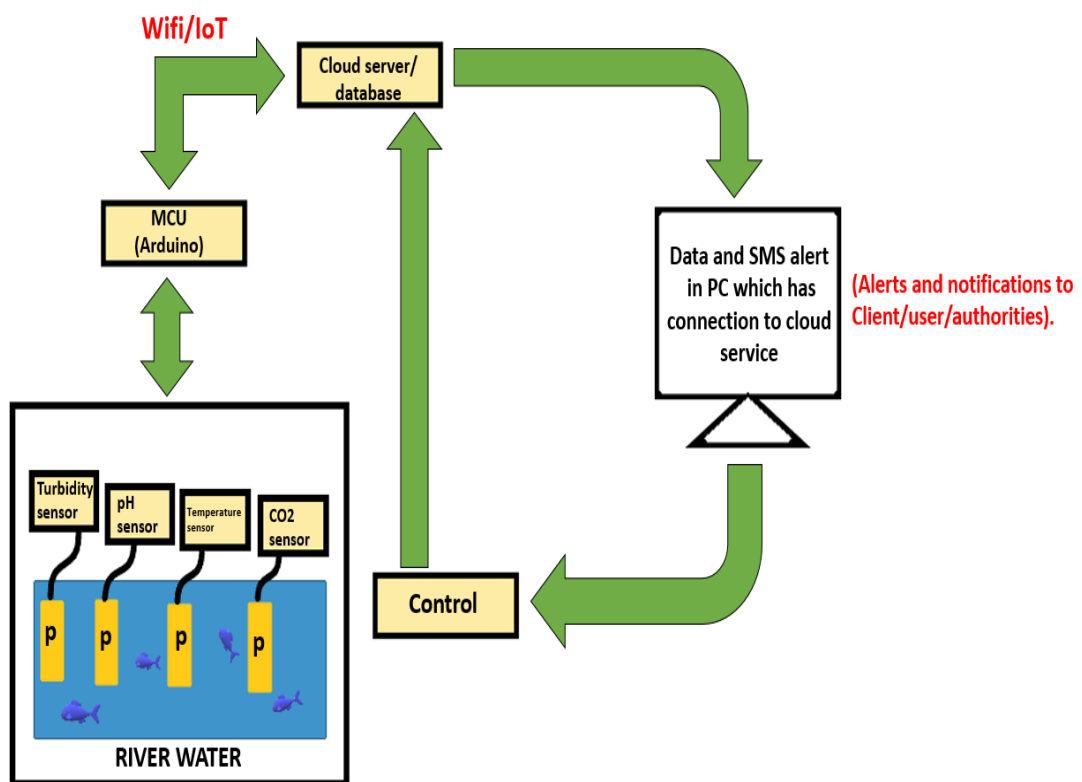 Wifi/IoT
Cloud server/
database
MCU
(Arduino)
Data and SMS alert
in PC which has
connection to cloud
service
(Alerts and notifications to
Client/user/authorities).
Turbidity
sensor
pH
sensor
Temperature
sensor
CO2
sensor
Control
p
p
p
p
RIVER WATER